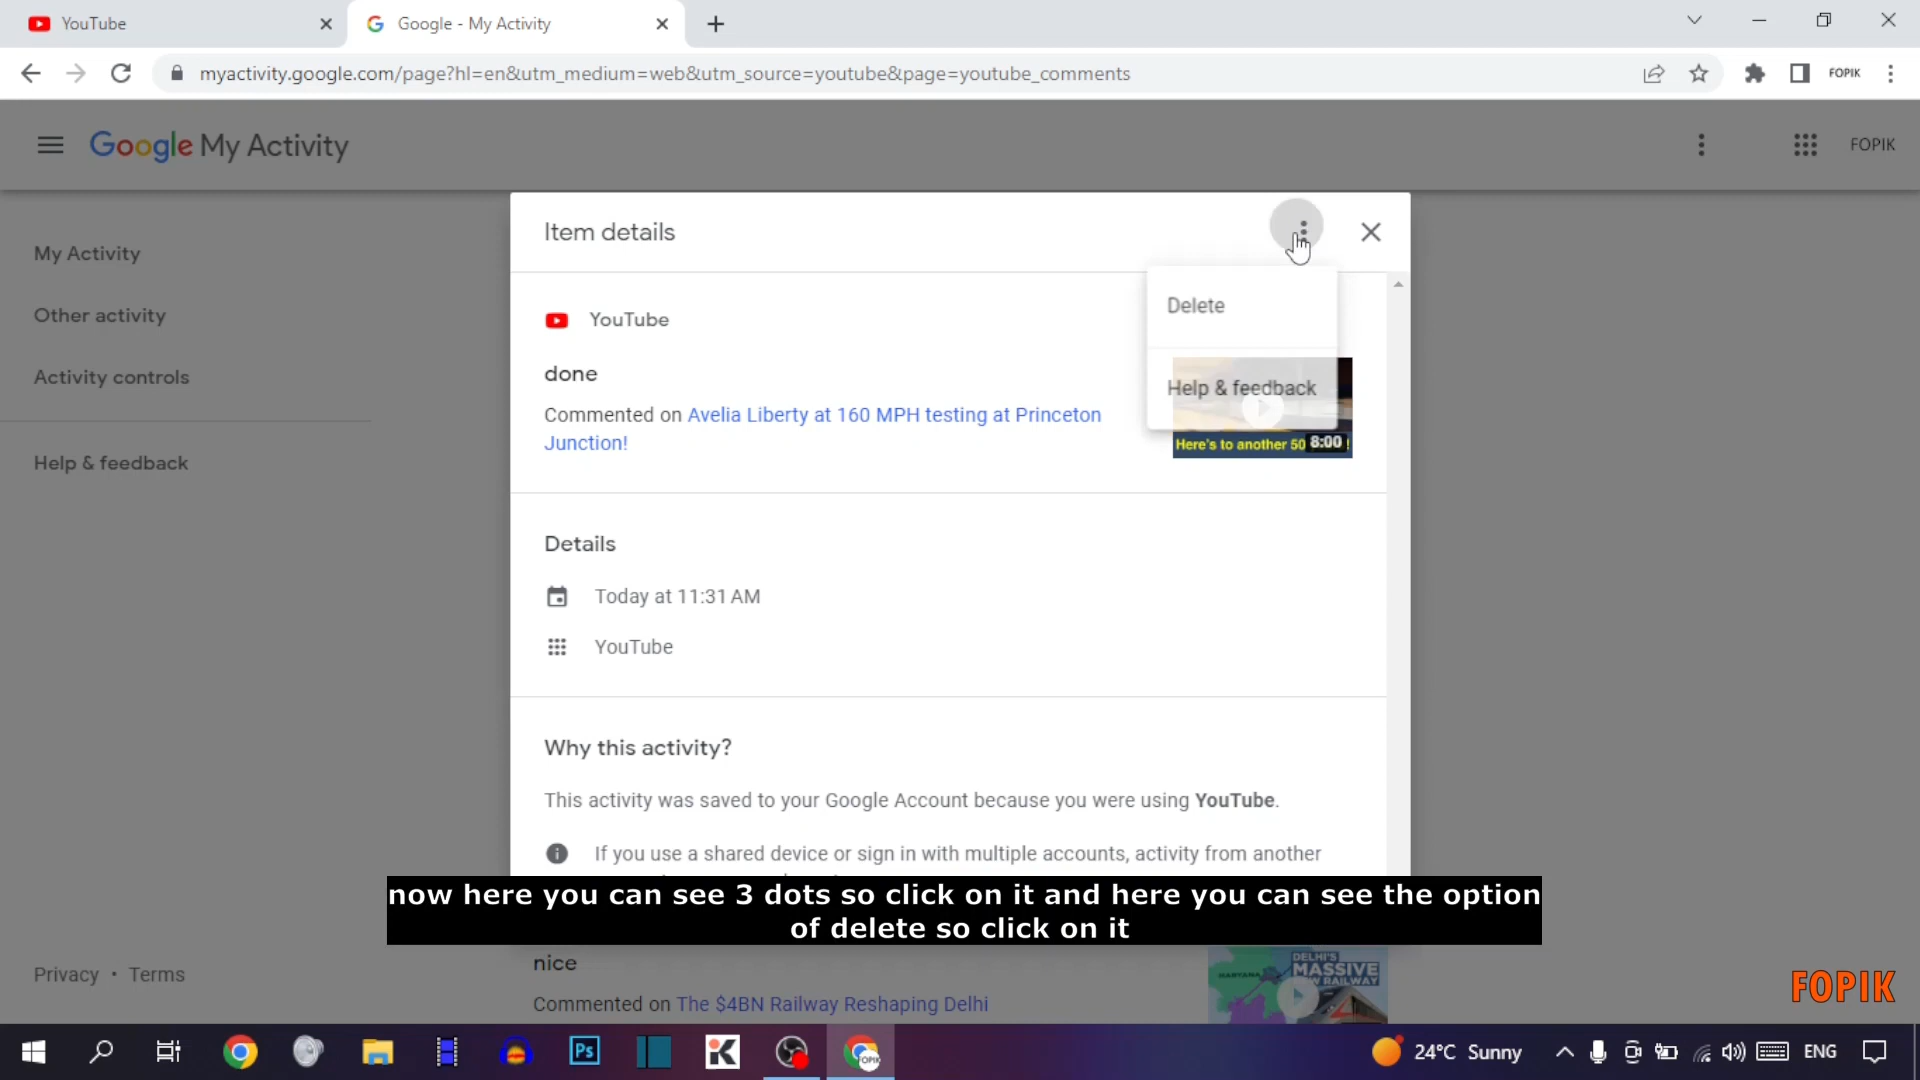 YouTube
Google - My Activity
myactivity.google.com/page?hl=en&utm_medium=web&utm_source=youtube&page=youtube_comments
FOPIK
Google My Activity
FOPIK
My Activity
Other activity
Activity controls
Help & feedback
Item details
Delete
Help & feedback
YouTube
done
Commented on Avelia Liberty at 160 MPH testing at Princeton
Junction!
Here's to another 50
8:00
Details
Today at 11:31 AM
YouTube
Why this activity?
This activity was saved to your Google Account because you were using YouTube.
If you use a shared device or sign in with multiple accounts, activity from another
now here you can see 3 dots so click on it and here you can see the option
of delete so click on it
nice
Commented on The $4BN Railway Reshaping Delhi
HARYANA
DELHI'S
MASSIVE
RAILWAY
Privacy • Terms
FOPIK
Ps
OPIK
24°C Sunny
ENG